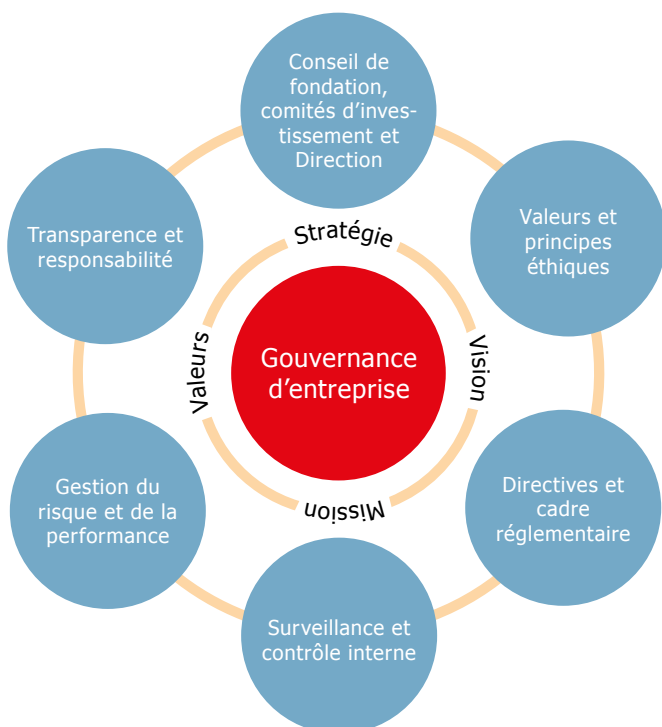 Conseil de
fondation,
comités d’inves-
tissement et
Direction
Transparence et
responsabilité
Valeurs et
principes
éthiques
Stratégie
Valeurs
Gouvernance
d’entreprise
Vision
Mission
Gestion du
risque et de la
performance
Directives et
cadre
réglementaire
Surveillance et
contrôle interne